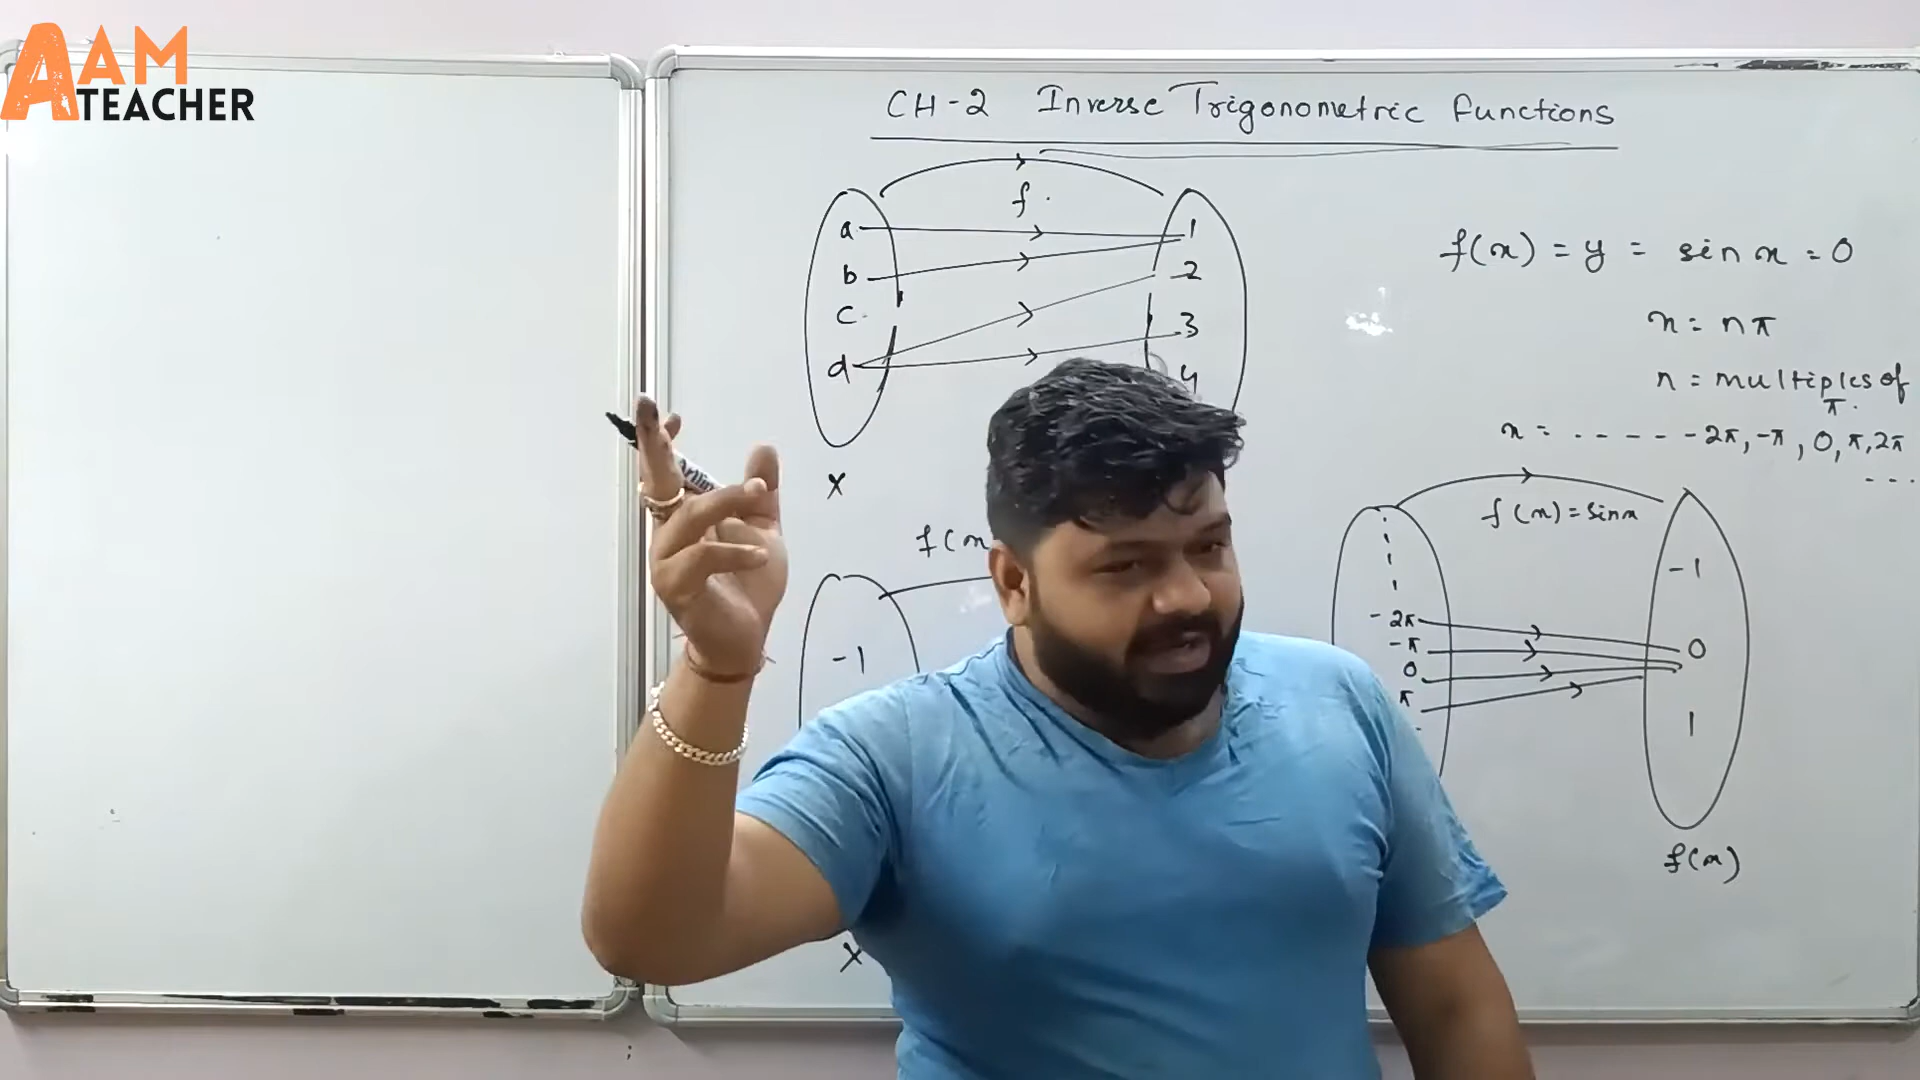 AAM
TEACHER
CH-2 Inverse Trigonometric functions
f.
a
b
c
d
1
2
3
4
X
f(x) = y = sin x = 0
x = nπ
x = multiples of
π.
x = ----- -2π, -π, 0, π, 2π
...
f(x
-1
X
f(x) = sin x
-2π
-π
0
π
-1
0
1
f(x)
Artline